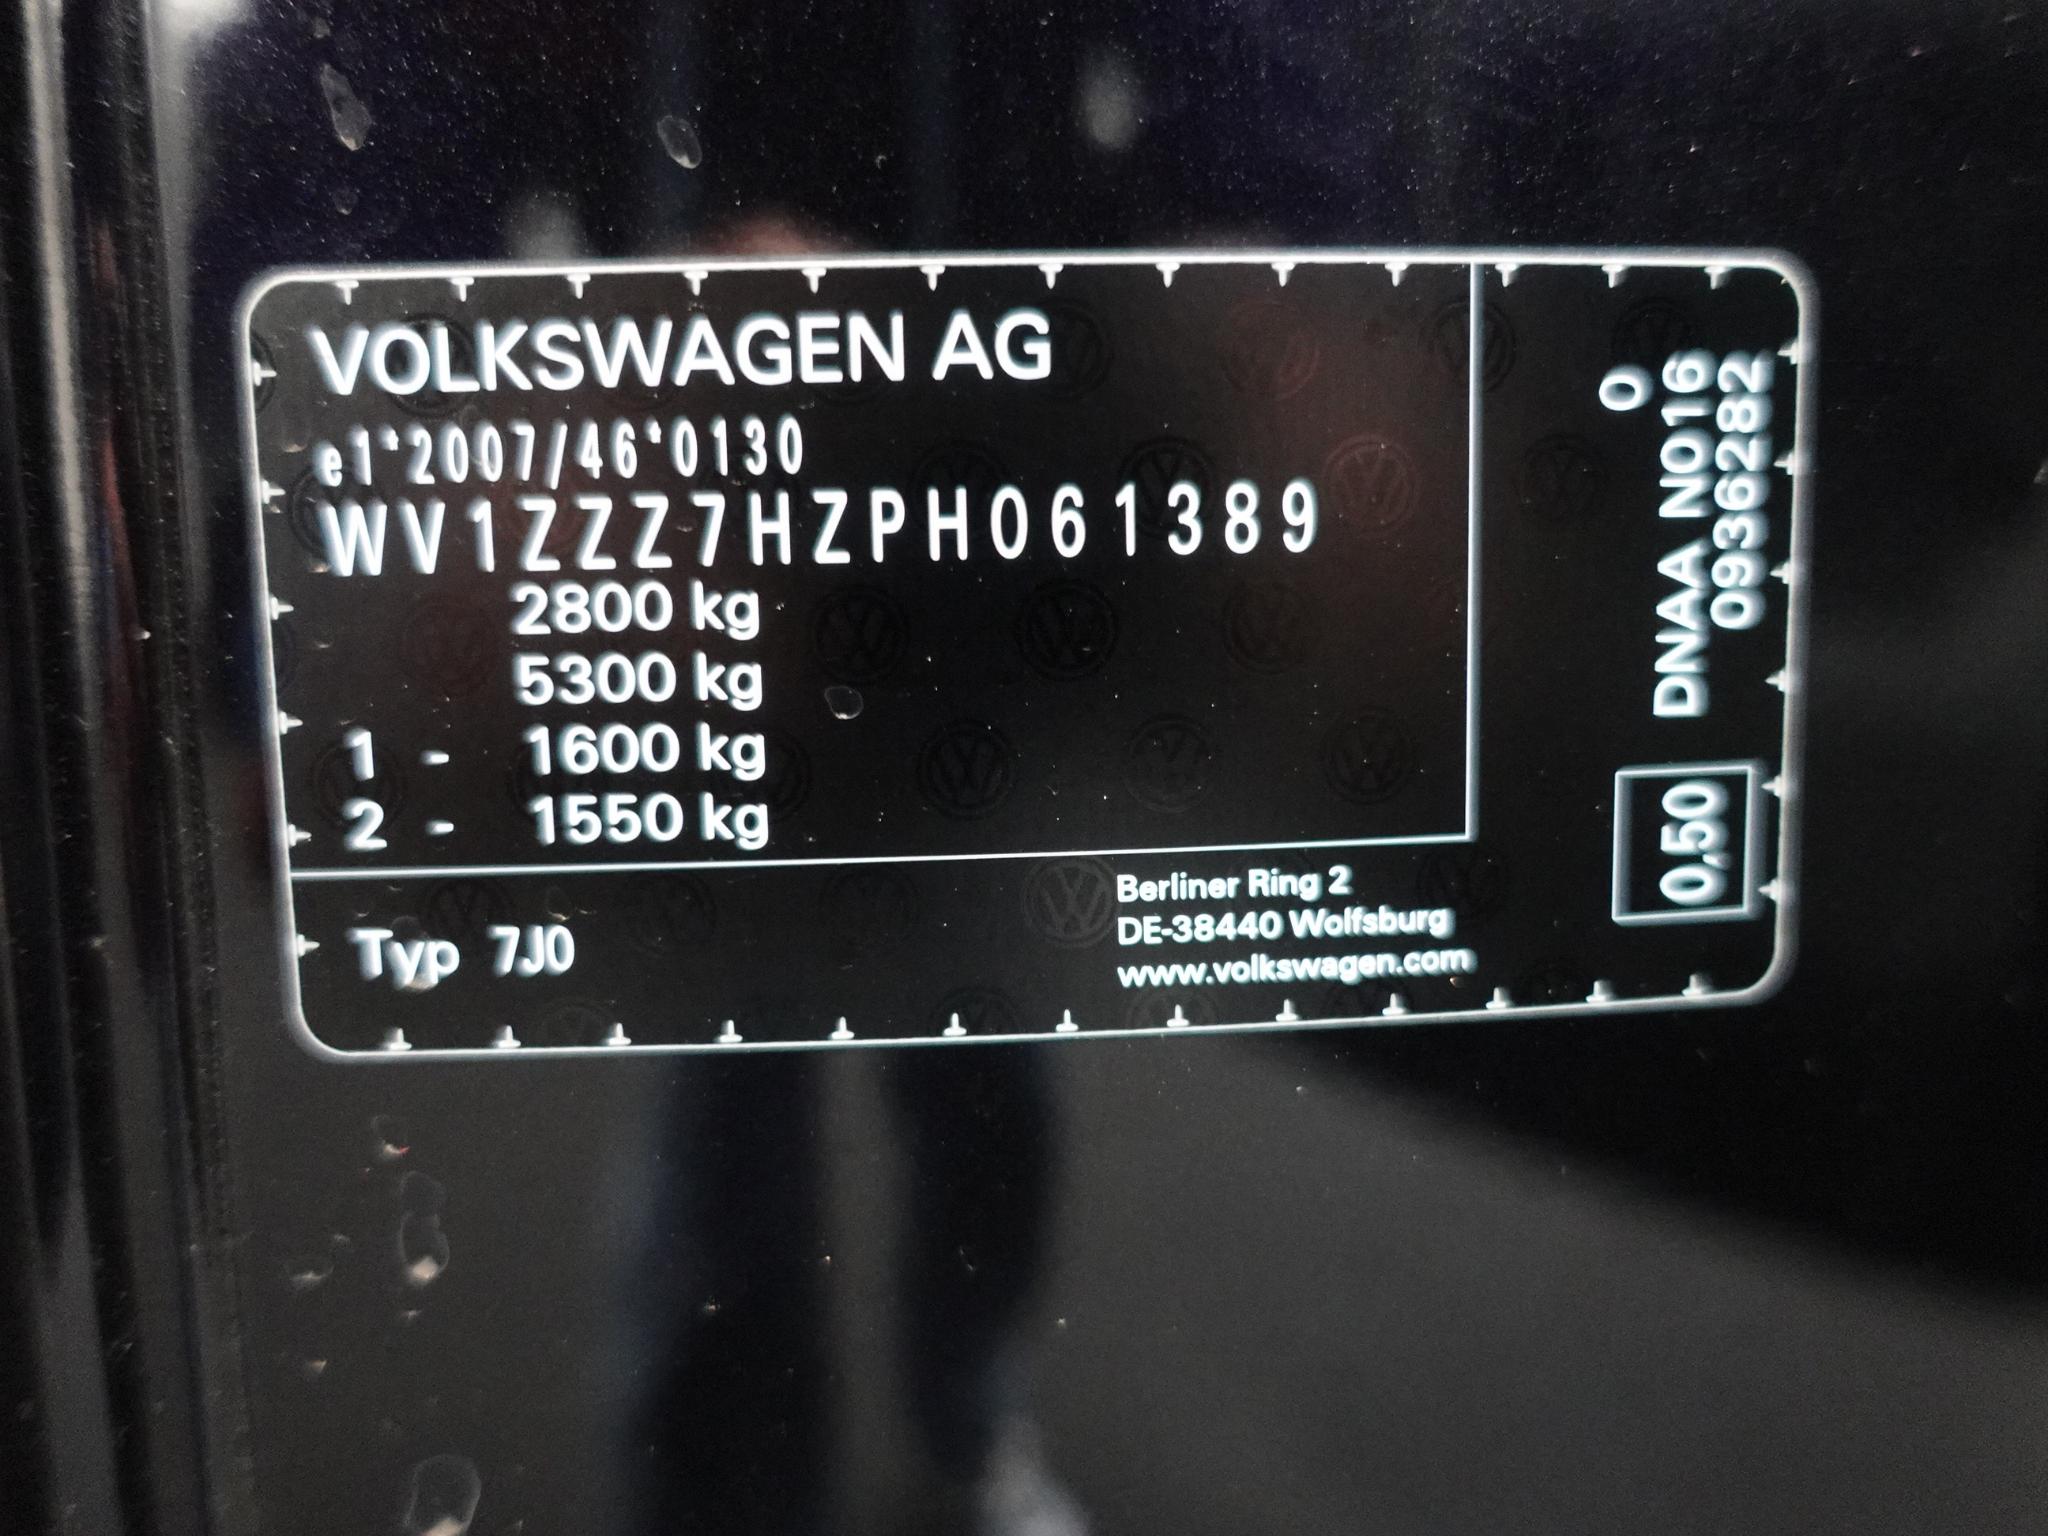 VOLKSWAGEN AG
e1*2007/46*0130
WV1ZZZ7HZPH061389
2800 kg
5300 kg
1 - 1600 kg
2 - 1550 kg
Typ 7J0
Berliner Ring 2
DE-38440 Wolfsburg
www.volkswagen.com
0
DNAA N016
0936282
0,50